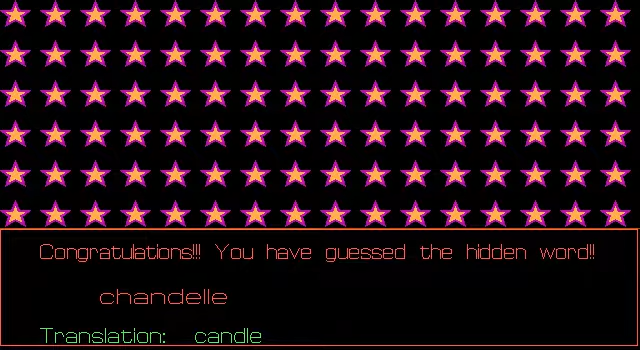 Congratulations!!! You have guessed the hidden word!!
chandelle
Translation: candle